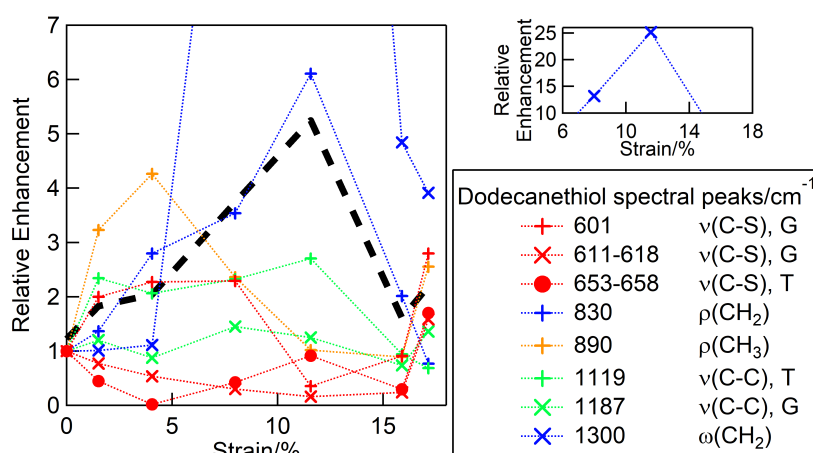 7
6
5
4
3
2
1
0
Relative Enhancement
0 5 10 15
Strain/%
25
20
15
10
Relative
Enhancement
6 10 14 18
Strain/%
Dodecanethiol spectral peaks/cm⁻¹
601 ν(C-S), G
611-618 ν(C-S), G
653-658 ν(C-S), T
830 ρ(CH₂)
890 ρ(CH₃)
1119 ν(C-C), T
1187 ν(C-C), G
1300 ω(CH₂)